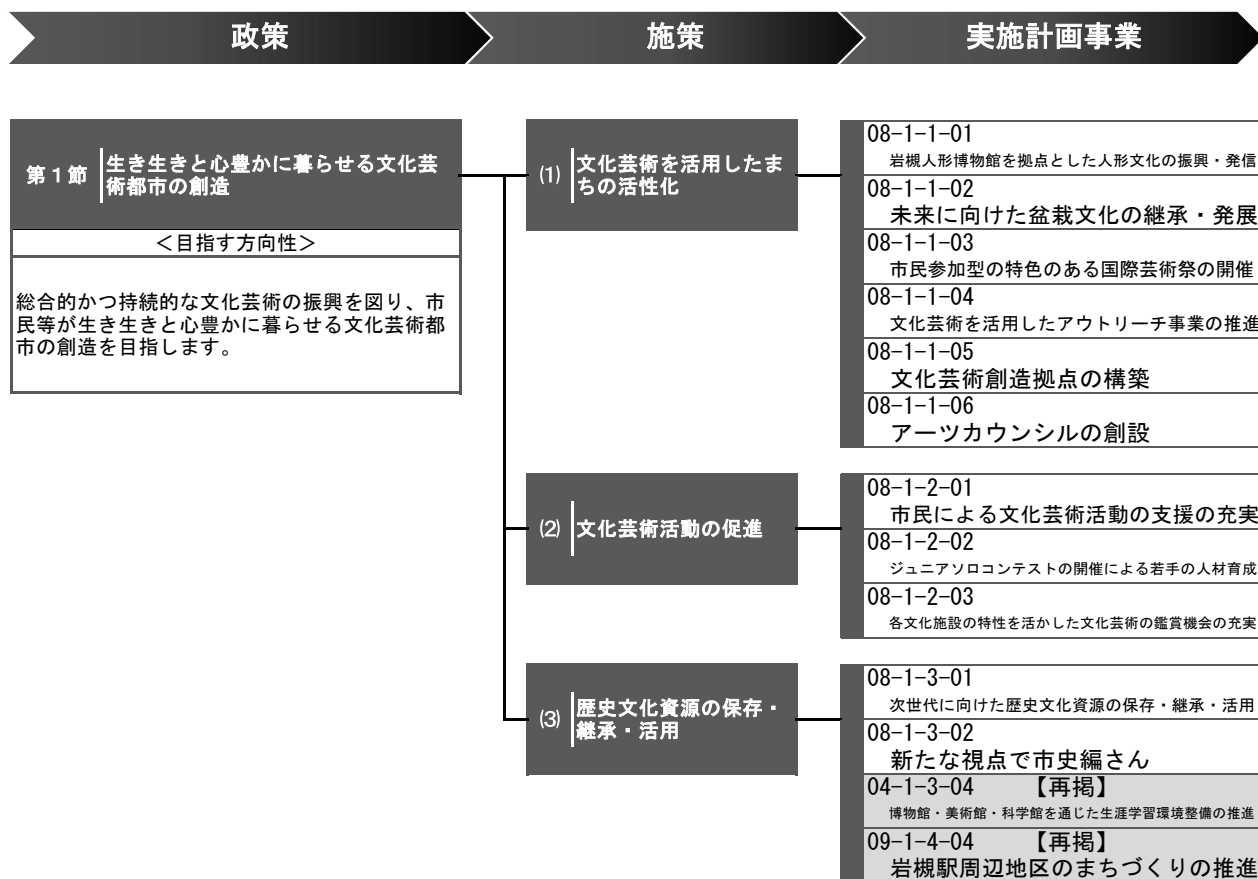 政策
施策
実施計画事業
第1節
生き生きと心豊かに暮らせる文化芸
術都市の創造
＜目指す方向性＞
総合的かつ持続的な文化芸術の振興を図り、市
民等が生き生きと心豊かに暮らせる文化芸術都
市の創造を目指します。
⑴
文化芸術を活用したま
ちの活性化
08−1−1−01
岩槻人形博物館を拠点とした人形文化の振興・発信
08−1−1−02
未来に向けた盆栽文化の継承・発展
08−1−1−03
市民参加型の特色のある国際芸術祭の開催
08−1−1−04
文化芸術を活用したアウトリーチ事業の推進
08−1−1−05
文化芸術創造拠点の構築
08−1−1−06
アーツカウンシルの創設
⑵
文化芸術活動の促進
08−1−2−01
市民による文化芸術活動の支援の充実
08−1−2−02
ジュニアソロコンテストの開催による若手の人材育成
08−1−2−03
各文化施設の特性を活かした文化芸術の鑑賞機会の充実
⑶
歴史文化資源の保存・
継承・活用
08−1−3−01
次世代に向けた歴史文化資源の保存・継承・活用
08−1−3−02
新たな視点で市史編さん
04−1−3−04　【再掲】
博物館・美術館・科学館を通じた生涯学習環境整備の推進
09−1−4−04　【再掲】
岩槻駅周辺地区のまちづくりの推進